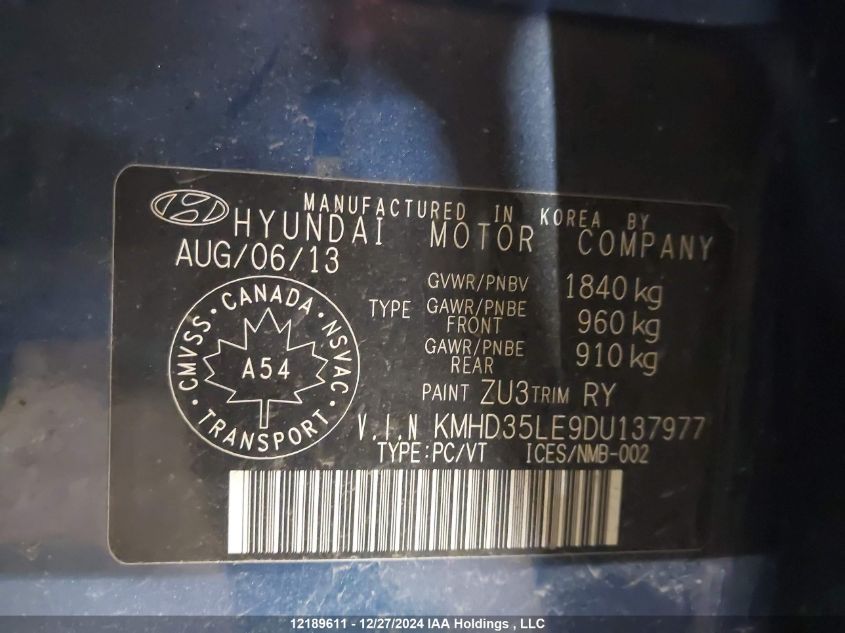 MANUFACTURED IN KOREA BY
HYUNDAI MOTOR COMPANY
AUG/06/13
GVWR/PNBV 1840 kg
TYPE GAWR/PNBE FRONT 960 kg
GAWR/PNBE REAR 910 kg
PAINT ZU3 TRIM RY
CMVSS · CANADA · NSVAC
A54
· TRANSPORT ·
V.I.N KMHD35LE9DU137977
TYPE:PC/VT ICES/NMB-002
12189611 - 12/27/2024 IAA Holdings , LLC